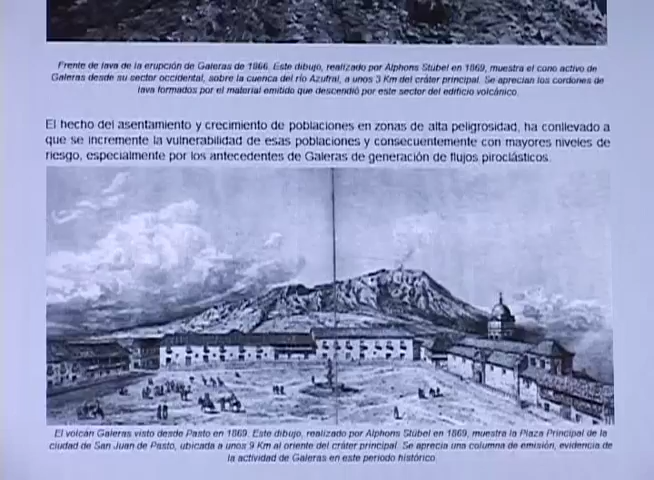 Frente de lava de la erupción de Galeras de 1866. Este dibujo, realizado por Alphons Stübel en 1869, muestra el cono activo de
Galeras desde su sector occidental, sobre la cuenca del río Azufral, a unos 3 Km del cráter principal. Se aprecian los cordones de
lava formados por el material emitido que descendió por este sector del edificio volcánico.
El hecho del asentamiento y crecimiento de poblaciones en zonas de alta peligrosidad, ha conllevado a
que se incremente la vulnerabilidad de esas poblaciones y consecuentemente con mayores niveles de
riesgo, especialmente por los antecedentes de Galeras de generación de flujos piroclásticos.
El volcán Galeras visto desde Pasto en 1869. Este dibujo, realizado por Alphons Stübel en 1869, muestra la Plaza Principal de la
ciudad de San Juan de Pasto, ubicada a unos 9 Km al oriente del cráter principal. Se aprecia una columna de emisión, evidencia de
la actividad de Galeras en este periodo histórico.